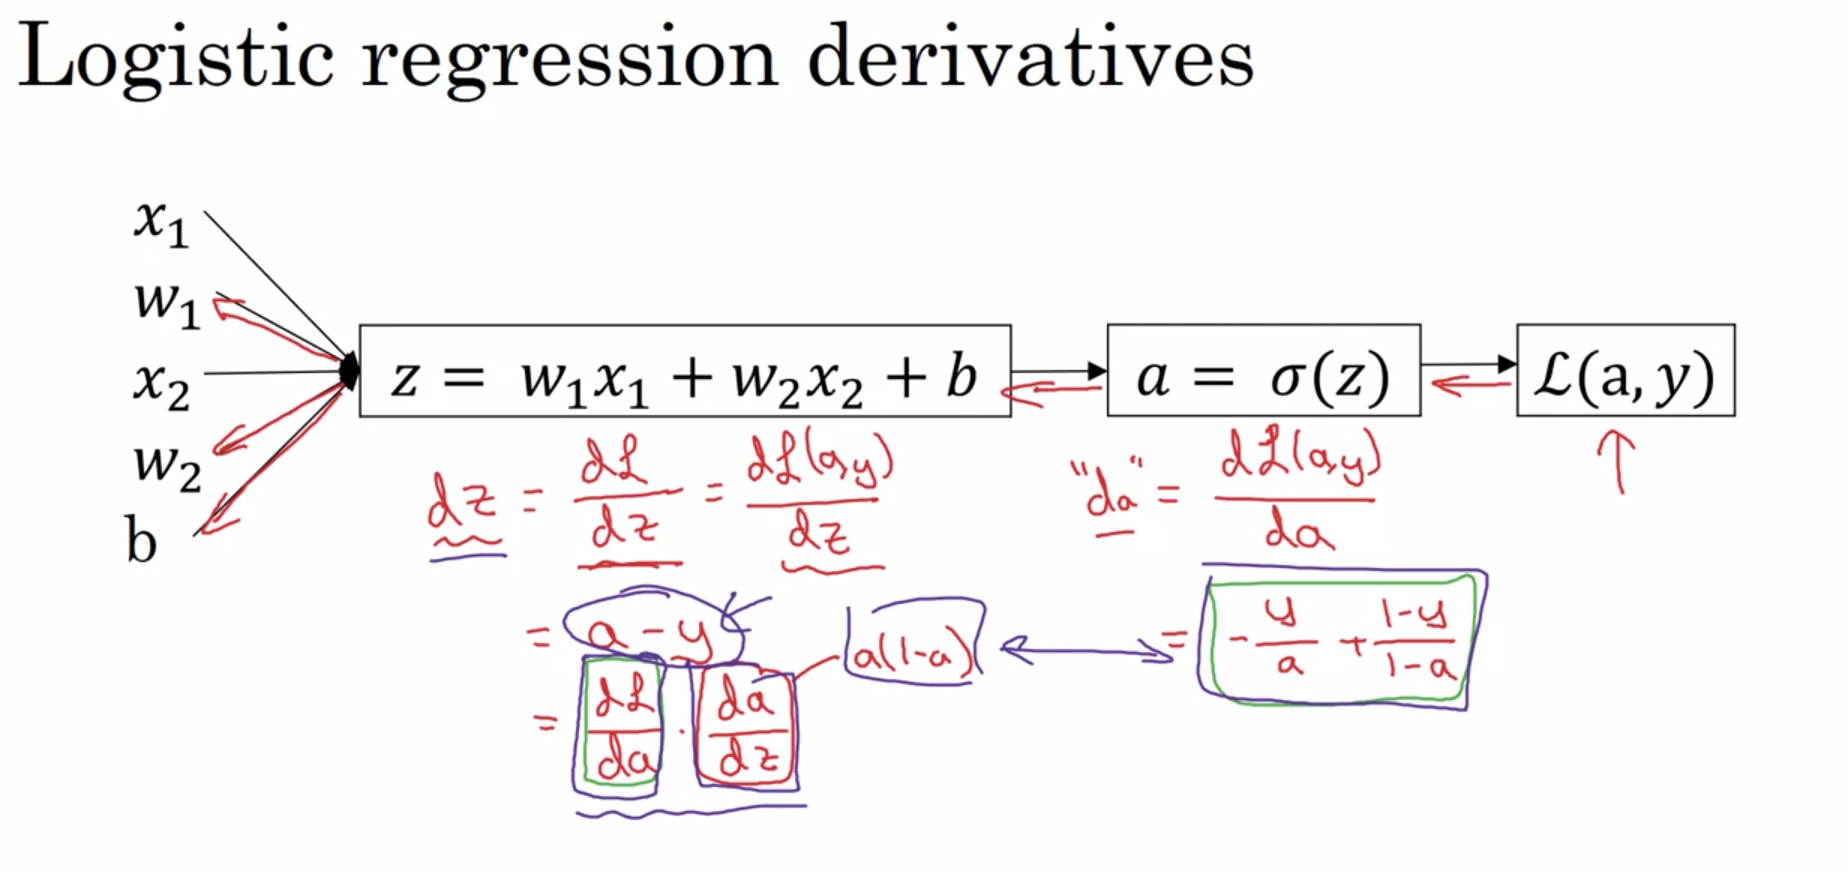 Logistic regression derivatives
x₁
w₁
x₂
w₂
b
z = w₁x₁ + w₂x₂ + b
a = σ(z)
ℒ(a, y)
dz = dℒ/dz = dℒ(a,y)/dz
"da" = dℒ(a,y)/da
= a - y
a(1-a)
= -y/a + (1-y)/(1-a)
= dℒ/da · da/dz